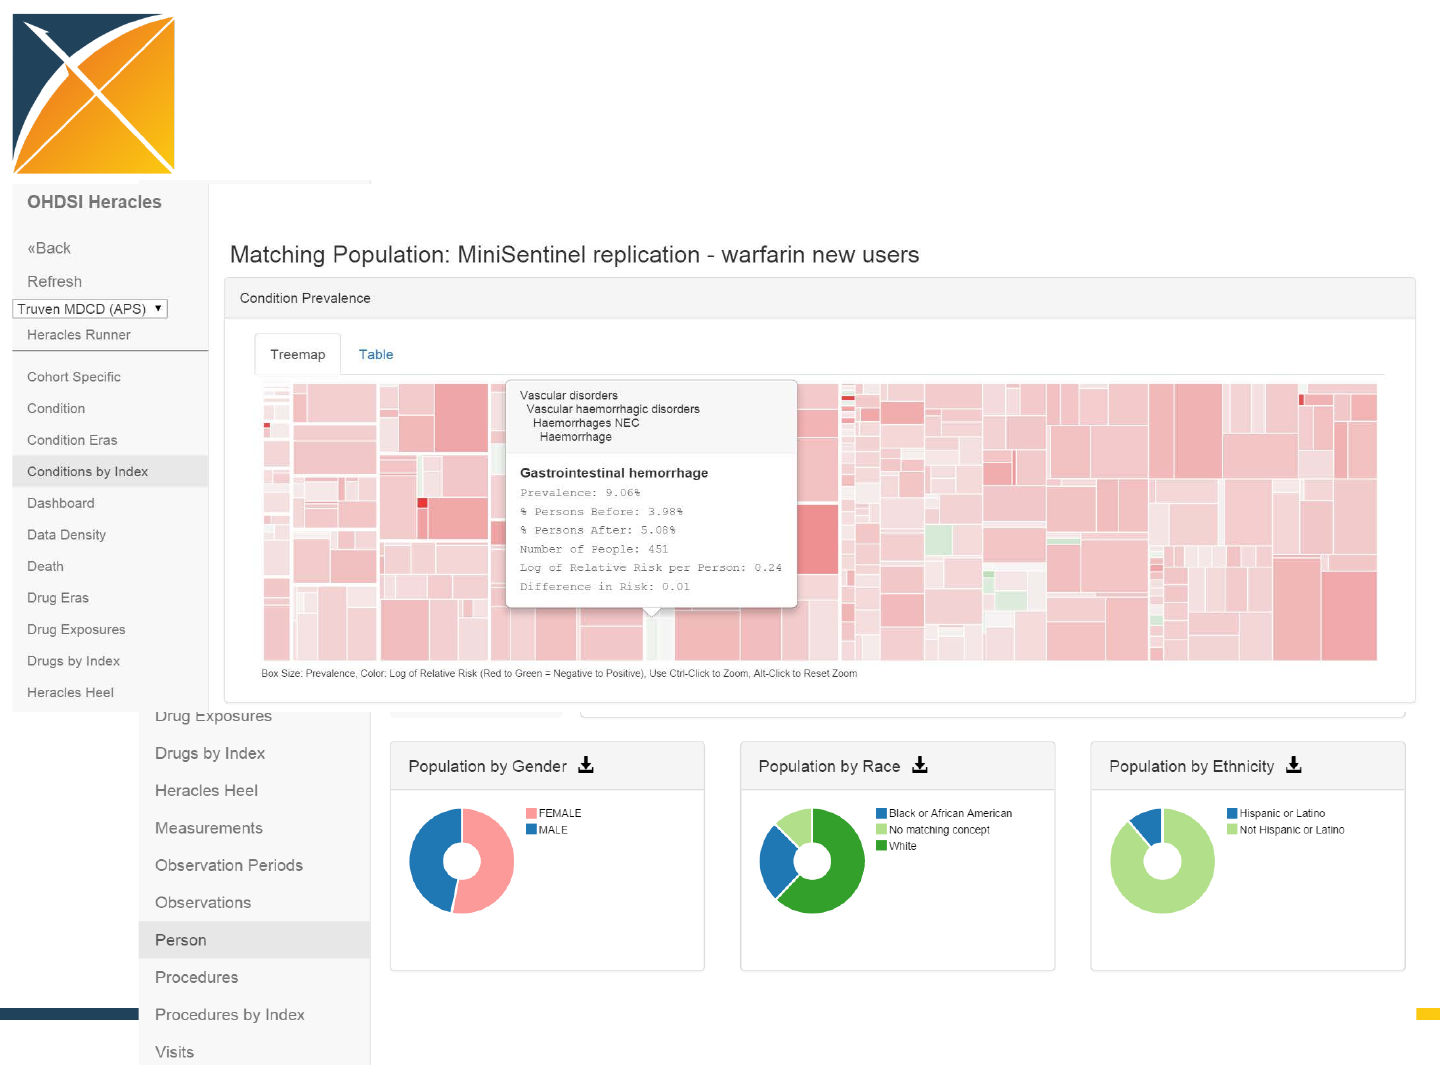 OHDSI Heracles
«Back
Refresh
Truven MDCD (APS)
Heracles Runner
Cohort Specific
Condition
Condition Eras
Conditions by Index
Dashboard
Data Density
Death
Drug Eras
Drug Exposures
Drugs by Index
Heracles Heel
Matching Population: MiniSentinel replication - warfarin new users
Condition Prevalence
Treemap Table
Vascular disorders
Vascular haemorrhagic disorders
Haemorrhages NEC
Haemorrhage
Gastrointestinal hemorrhage
Prevalence: 9.06%
% Persons Before: 3.98%
% Persons After: 5.08%
Number of People: 451
Log of Relative Risk per Person: 0.24
Difference in Risk: 0.01
Box Size: Prevalence, Color: Log of Relative Risk (Red to Green = Negative to Positive), Use Ctrl-Click to Zoom, Alt-Click to Reset Zoom
Drug Exposures
Drugs by Index
Heracles Heel
Measurements
Observation Periods
Observations
Person
Procedures
Procedures by Index
Visits
Population by Gender
FEMALE
MALE
Population by Race
Black or African American
No matching concept
White
Population by Ethnicity
Hispanic or Latino
Not Hispanic or Latino